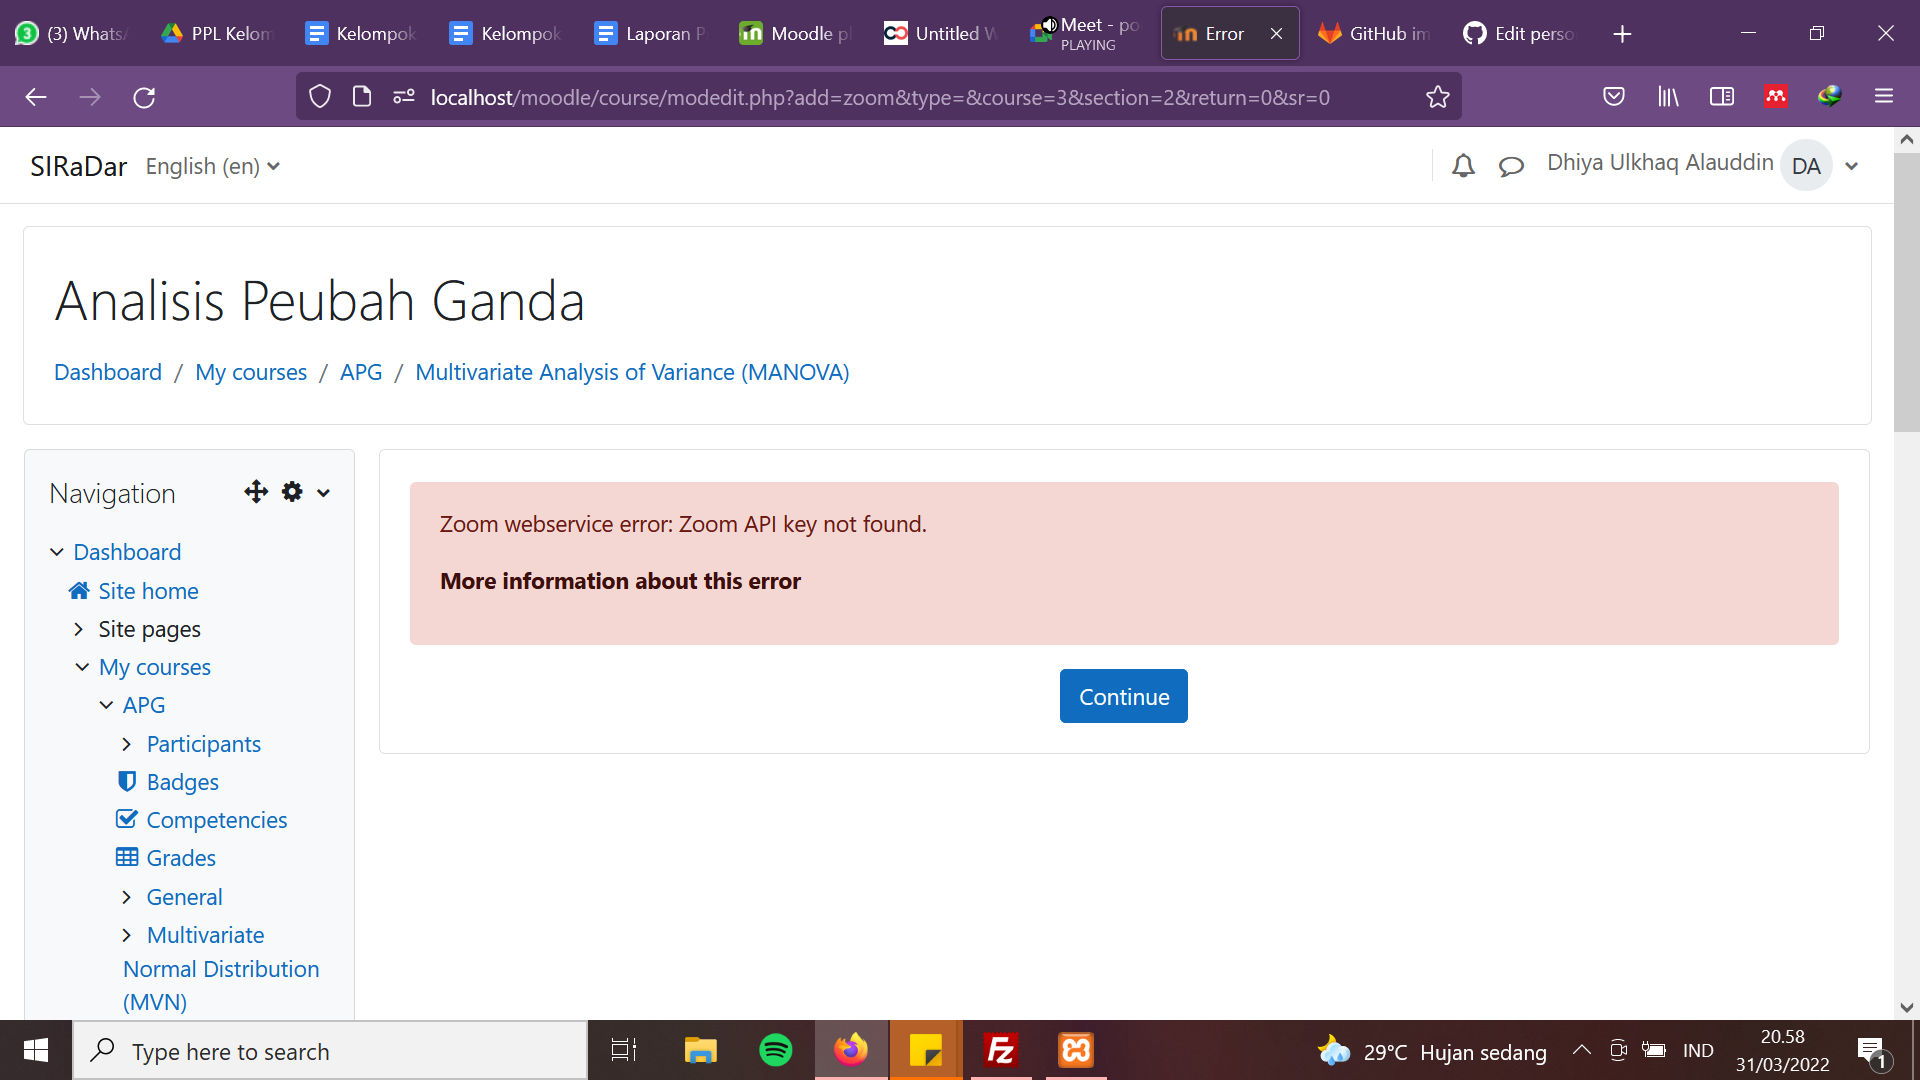 (3) Whats
PPL Kelom
Kelompok
Kelompok
Laporan P
Moodle pl
Untitled W
Meet - po
PLAYING
Error
GitHub im
Edit perso
localhost/moodle/course/modedit.php?add=zoom&type=&course=3&section=2&return=0&sr=0
SIRaDar
English (en)
Dhiya Ulkhaq Alauddin
DA
Analisis Peubah Ganda
Dashboard / My courses / APG / Multivariate Analysis of Variance (MANOVA)
Navigation
Dashboard
Site home
Site pages
My courses
APG
Participants
Badges
Competencies
Grades
General
Multivariate
Normal Distribution
(MVN)
Zoom webservice error: Zoom API key not found.
More information about this error
Continue
Type here to search
29°C Hujan sedang
IND
20.58
31/03/2022
1